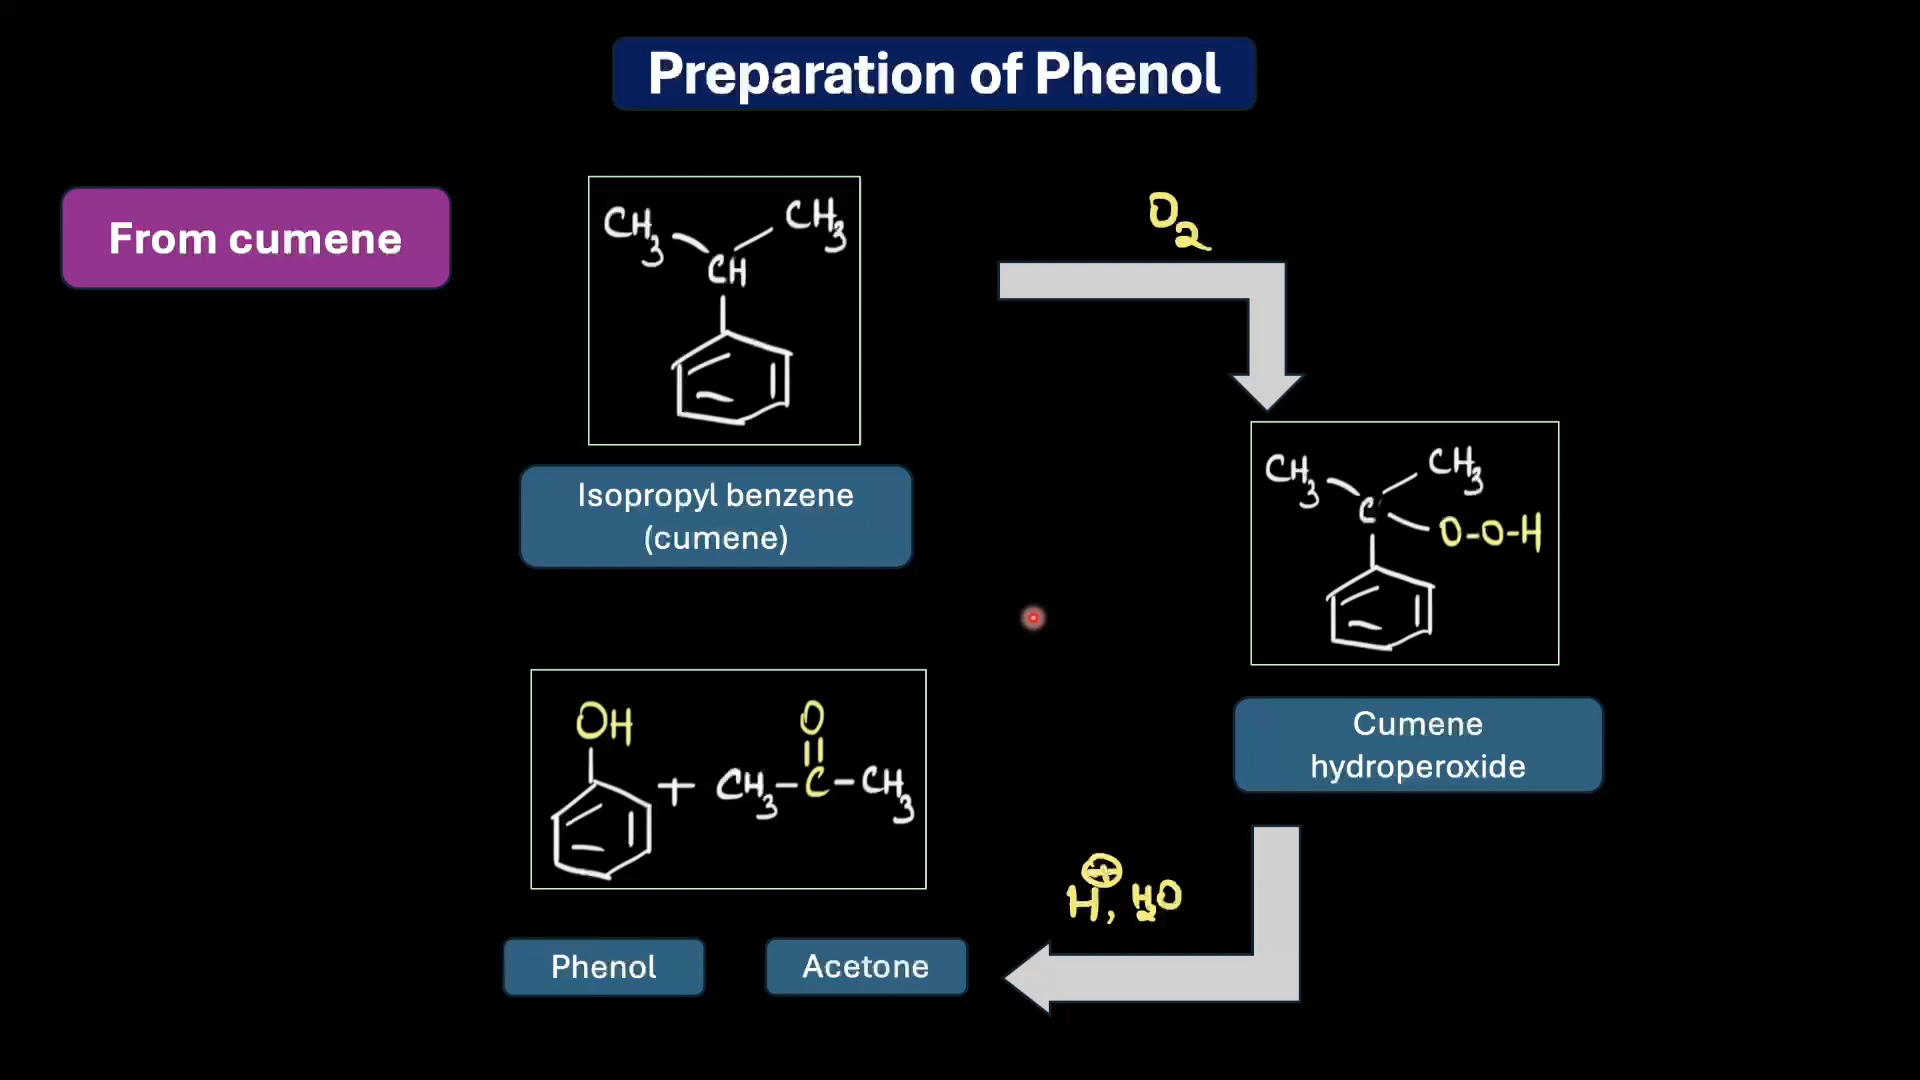 Preparation of Phenol
From cumene
CH3 CH3
CH
Isopropyl benzene
(cumene)
O2
CH3 CH3
C O-O-H
Cumene
hydroperoxide
H⊕, H2O
OH O
+ CH3-C-CH3
Phenol Acetone